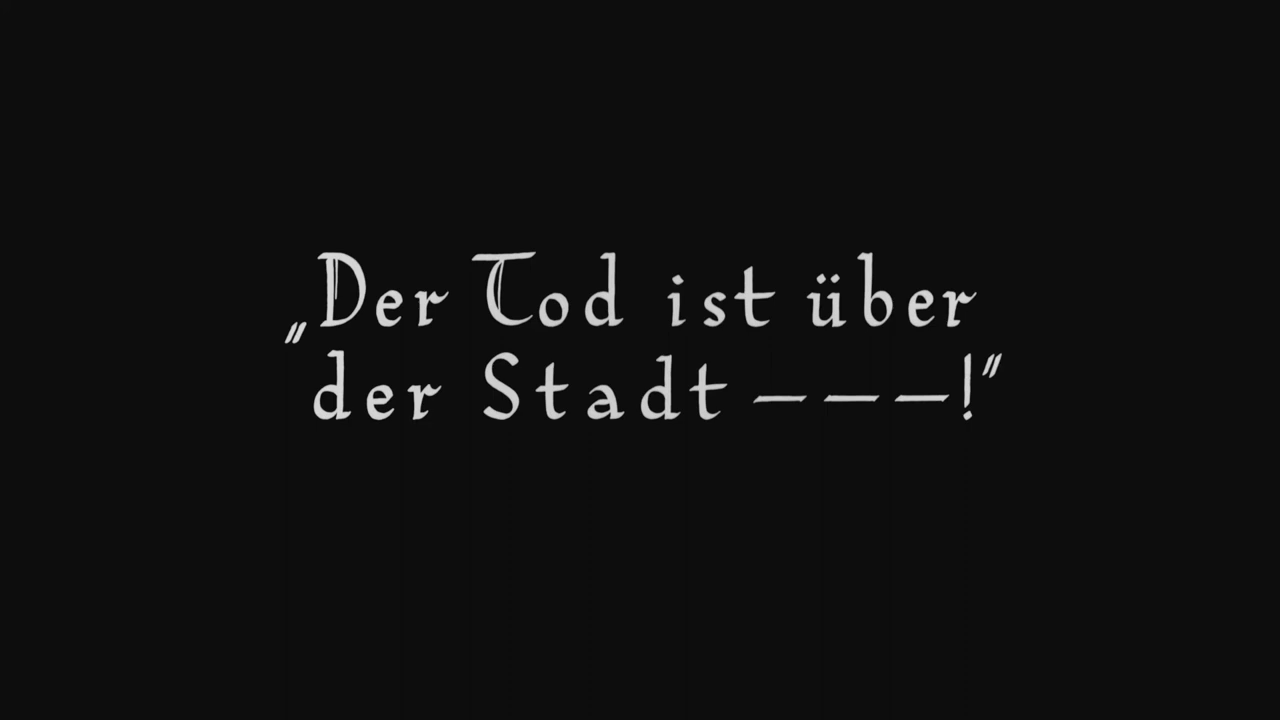 „Der Tod ist über
der Stadt — — —!“